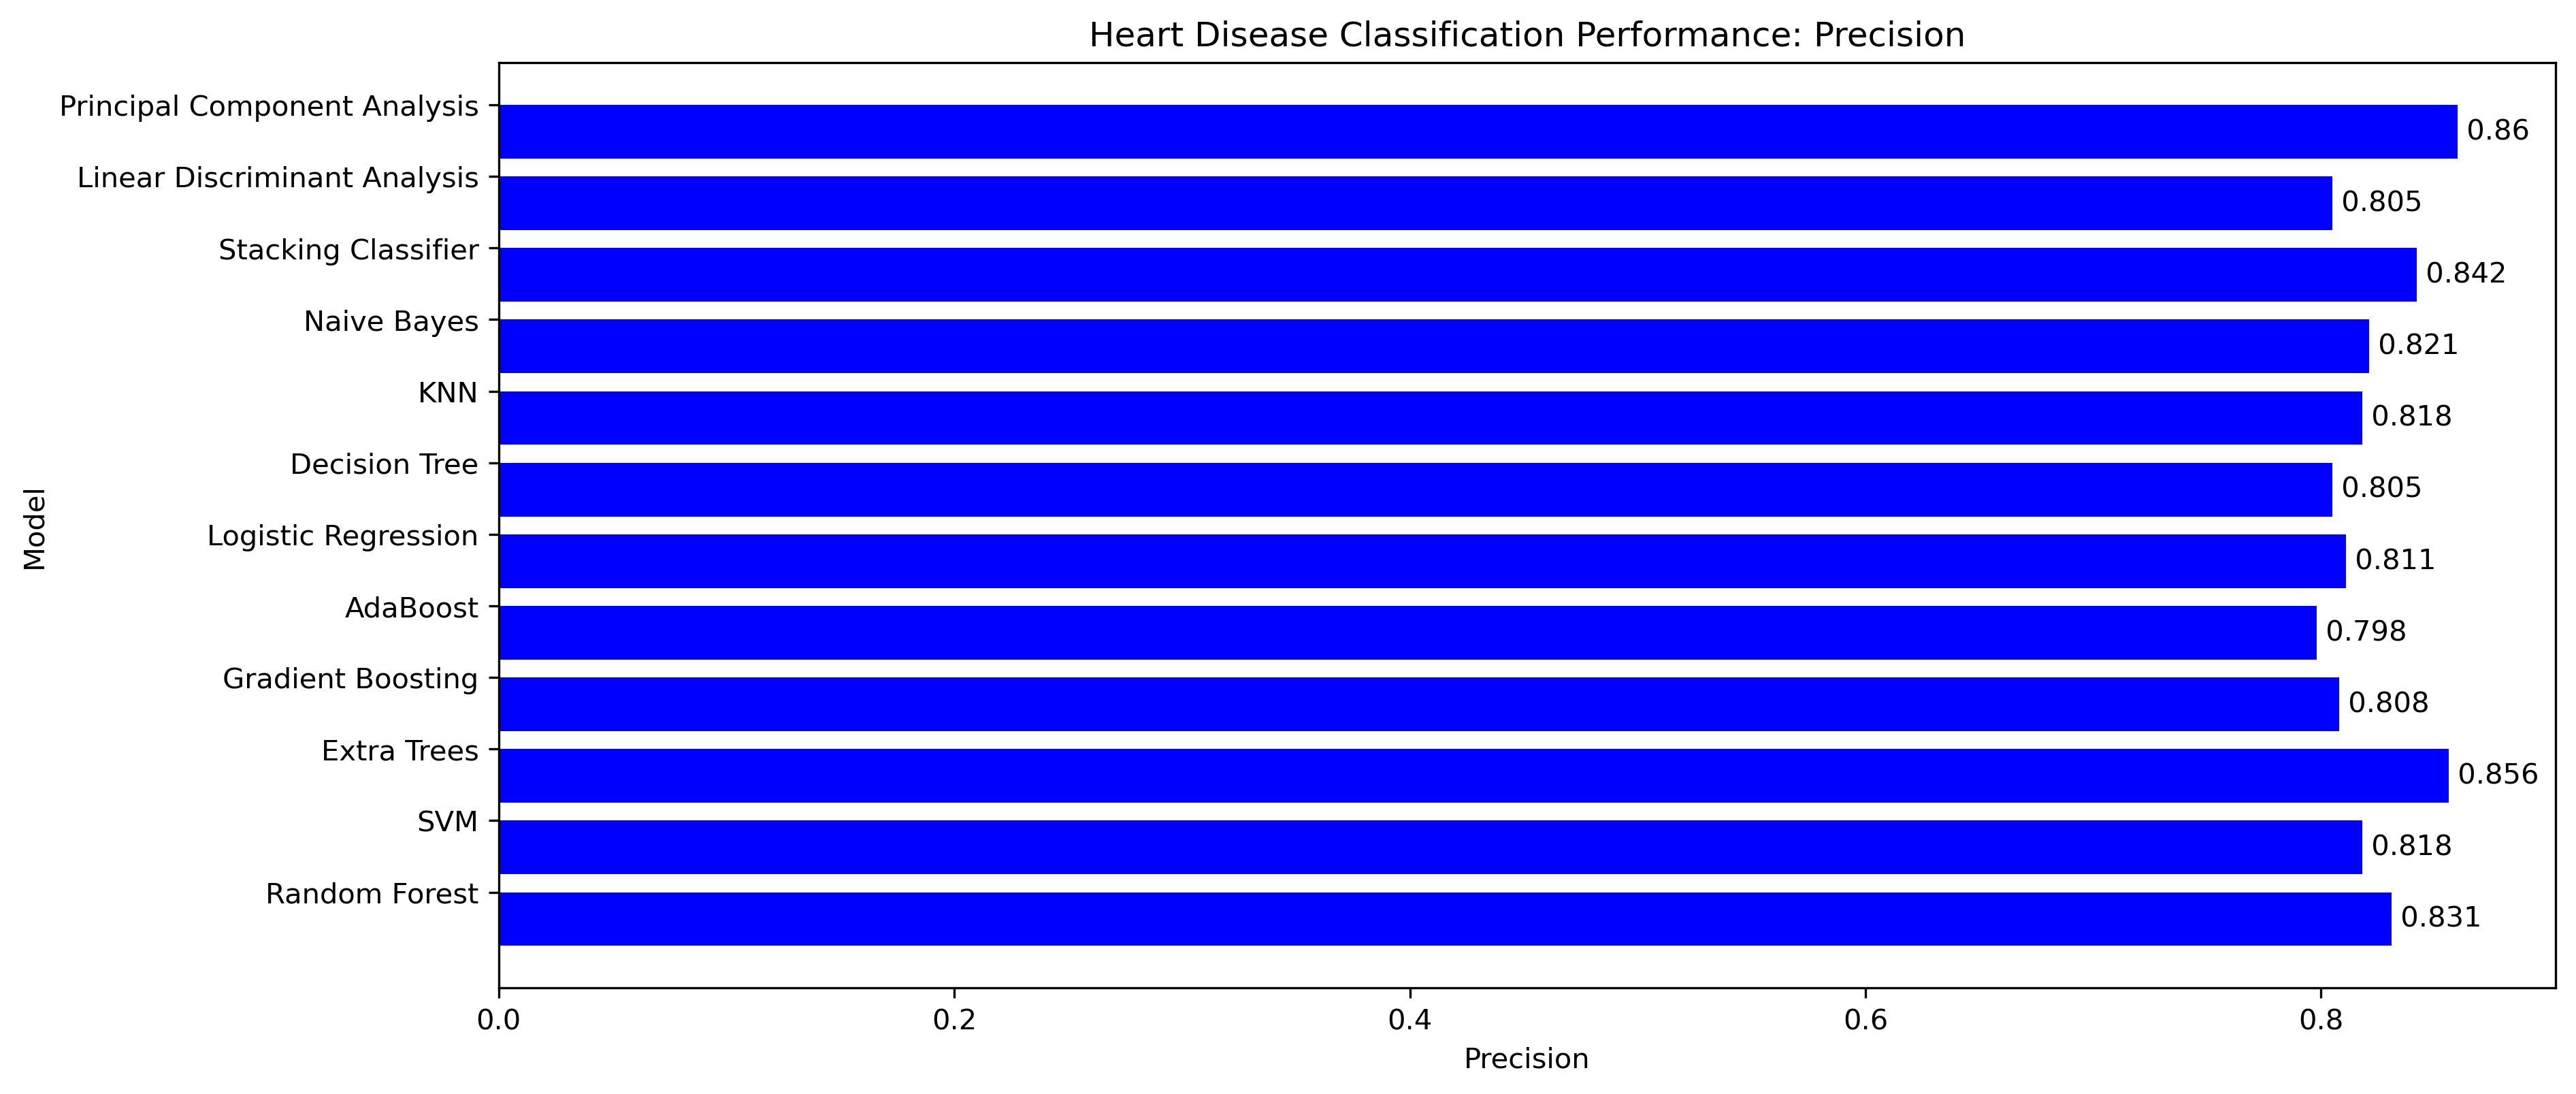 Heart Disease Classification Performance: Precision
Principal Component Analysis
0.86
Linear Discriminant Analysis
0.805
Stacking Classifier
0.842
Naive Bayes
0.821
KNN
0.818
Decision Tree
0.805
Logistic Regression
0.811
AdaBoost
0.798
Gradient Boosting
0.808
Extra Trees
0.856
SVM
0.818
Random Forest
0.831
Model
0.0 0.2 0.4 0.6 0.8
Precision